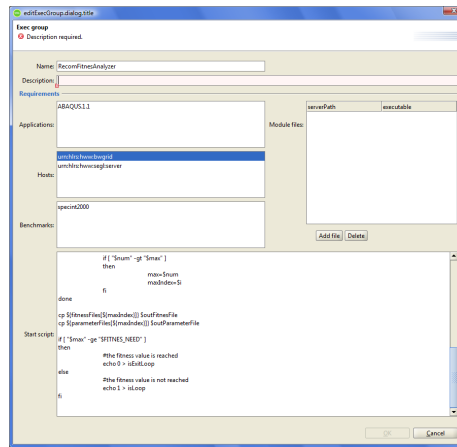 editExecGroup.dialog.title
Exec group
Description required.
Name: RecomFitnesAnalyzer
Description:
Requirements
Applications: ABAQUS.1.1
Module files: serverPath executable
Hosts: urn:hlrs:hww:bwgrid
urn:hlrs:hww:segl:server
Benchmarks: specint2000
Add file Delete
Start script:
if [ "$num" -gt "$max" ]
then
max=$num
maxIndex=$i
fi
done
cp ${fitnessFiles[${maxIndex}]} $outFitnesFile
cp ${parameterFiles[${maxIndex}]} $outParameterFile
if [ "$max" -ge "$FITNES_NEED" ]
then
#the fitness value is reached
echo 0 > isExitLoop
else
#the fitness value is not reached
echo 1 > isLoop
fi
OK Cancel